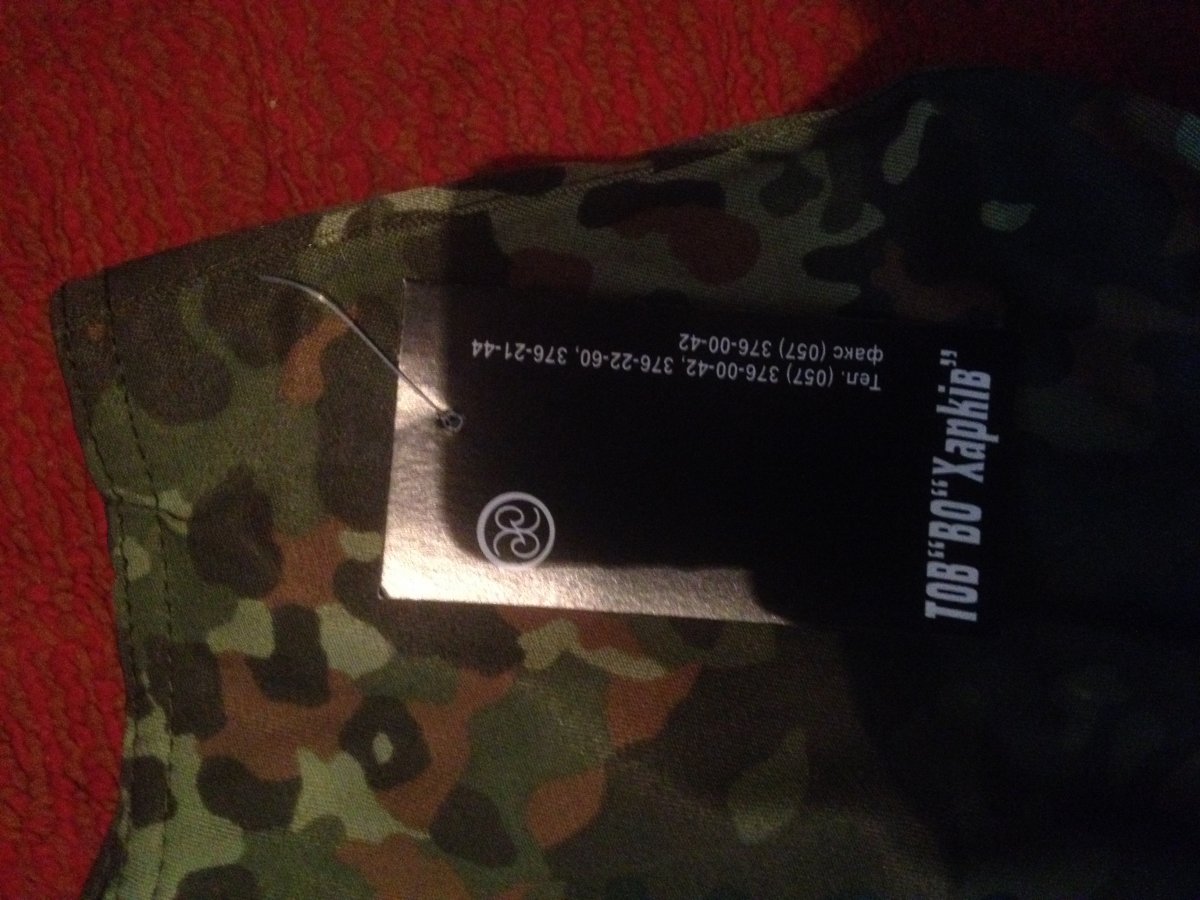 ТОВ"ВО"Харків"
Тел. (057) 376-00-42, 376-22-60, 376-21-44
факс (057) 376-00-42